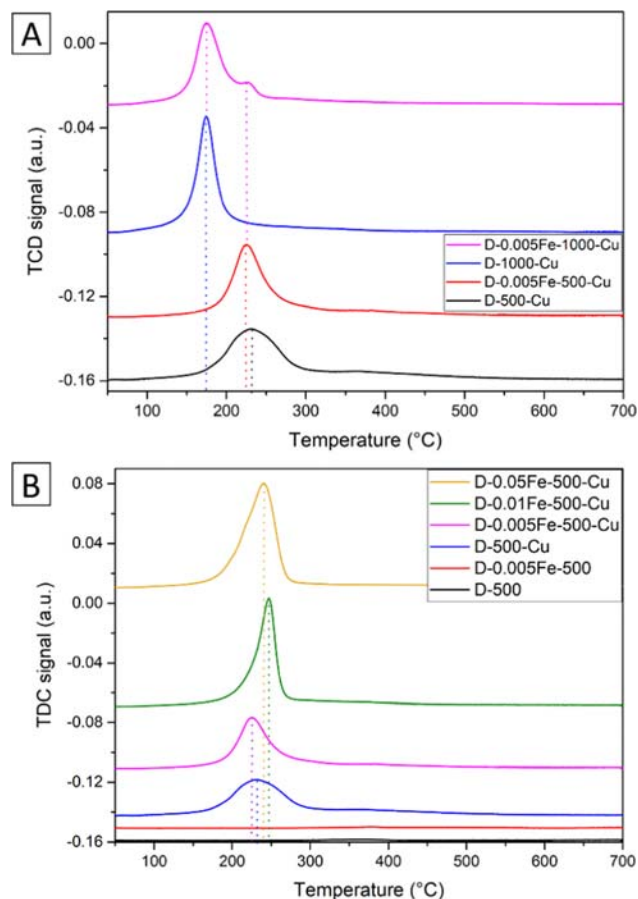 A
0.00
-0.04
-0.08
-0.12
-0.16
TCD signal (a.u.)
D-0.005Fe-1000-Cu
D-1000-Cu
D-0.005Fe-500-Cu
D-500-Cu
100 200 300 400 500 600 700
Temperature (°C)
B
0.08
0.04
0.00
-0.04
-0.08
-0.12
-0.16
TDC signal (a.u.)
D-0.05Fe-500-Cu
D-0.01Fe-500-Cu
D-0.005Fe-500-Cu
D-500-Cu
D-0.005Fe-500
D-500
100 200 300 400 500 600 700
Temperature (°C)